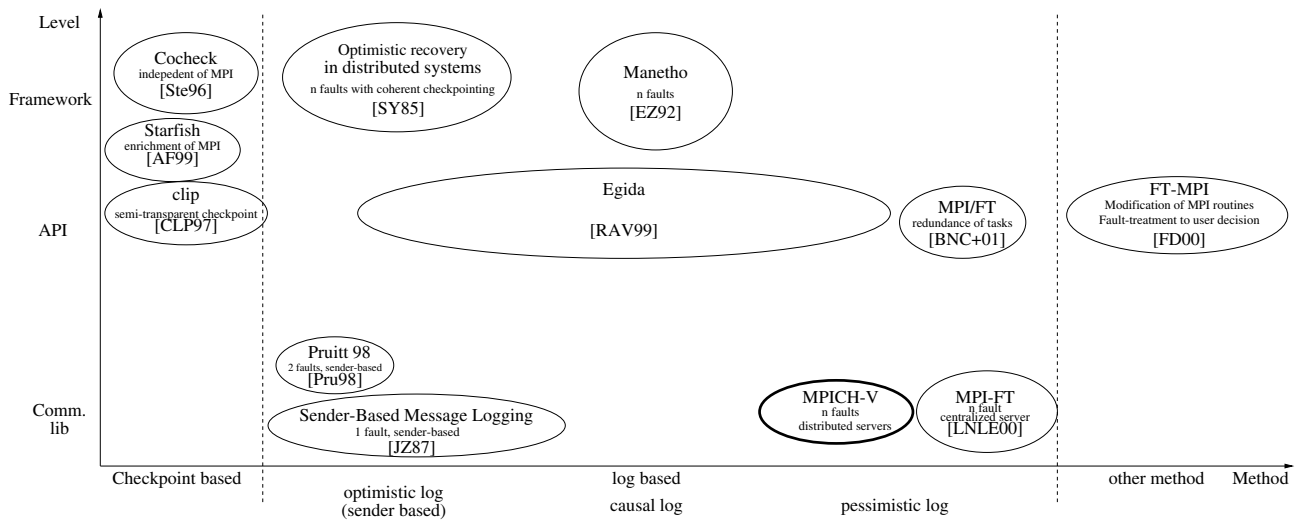 Level
Cocheck
indepedent of MPI
[Ste96]
Optimistic recovery
in distributed systems
n faults with coherent checkpointing
[SY85]
Manetho
n faults
[EZ92]
Framework
Starfish
enrichment of MPI
[AF99]
clip
semi-transparent checkpoint
[CLP97]
Egida
[RAV99]
MPI/FT
redundance of tasks
[BNC+01]
FT-MPI
Modification of MPI routines
Fault-treatment to user decision
[FD00]
API
Pruitt 98
2 faults, sender-based
[Pru98]
Sender-Based Message Logging
1 fault, sender-based
[JZ87]
MPICH-V
n faults
distributed servers
MPI-FT
n fault
centralized server
[LNLE00]
Comm.
lib
Checkpoint based
log based
other method
Method
optimistic log
(sender based)
causal log
pessimistic log